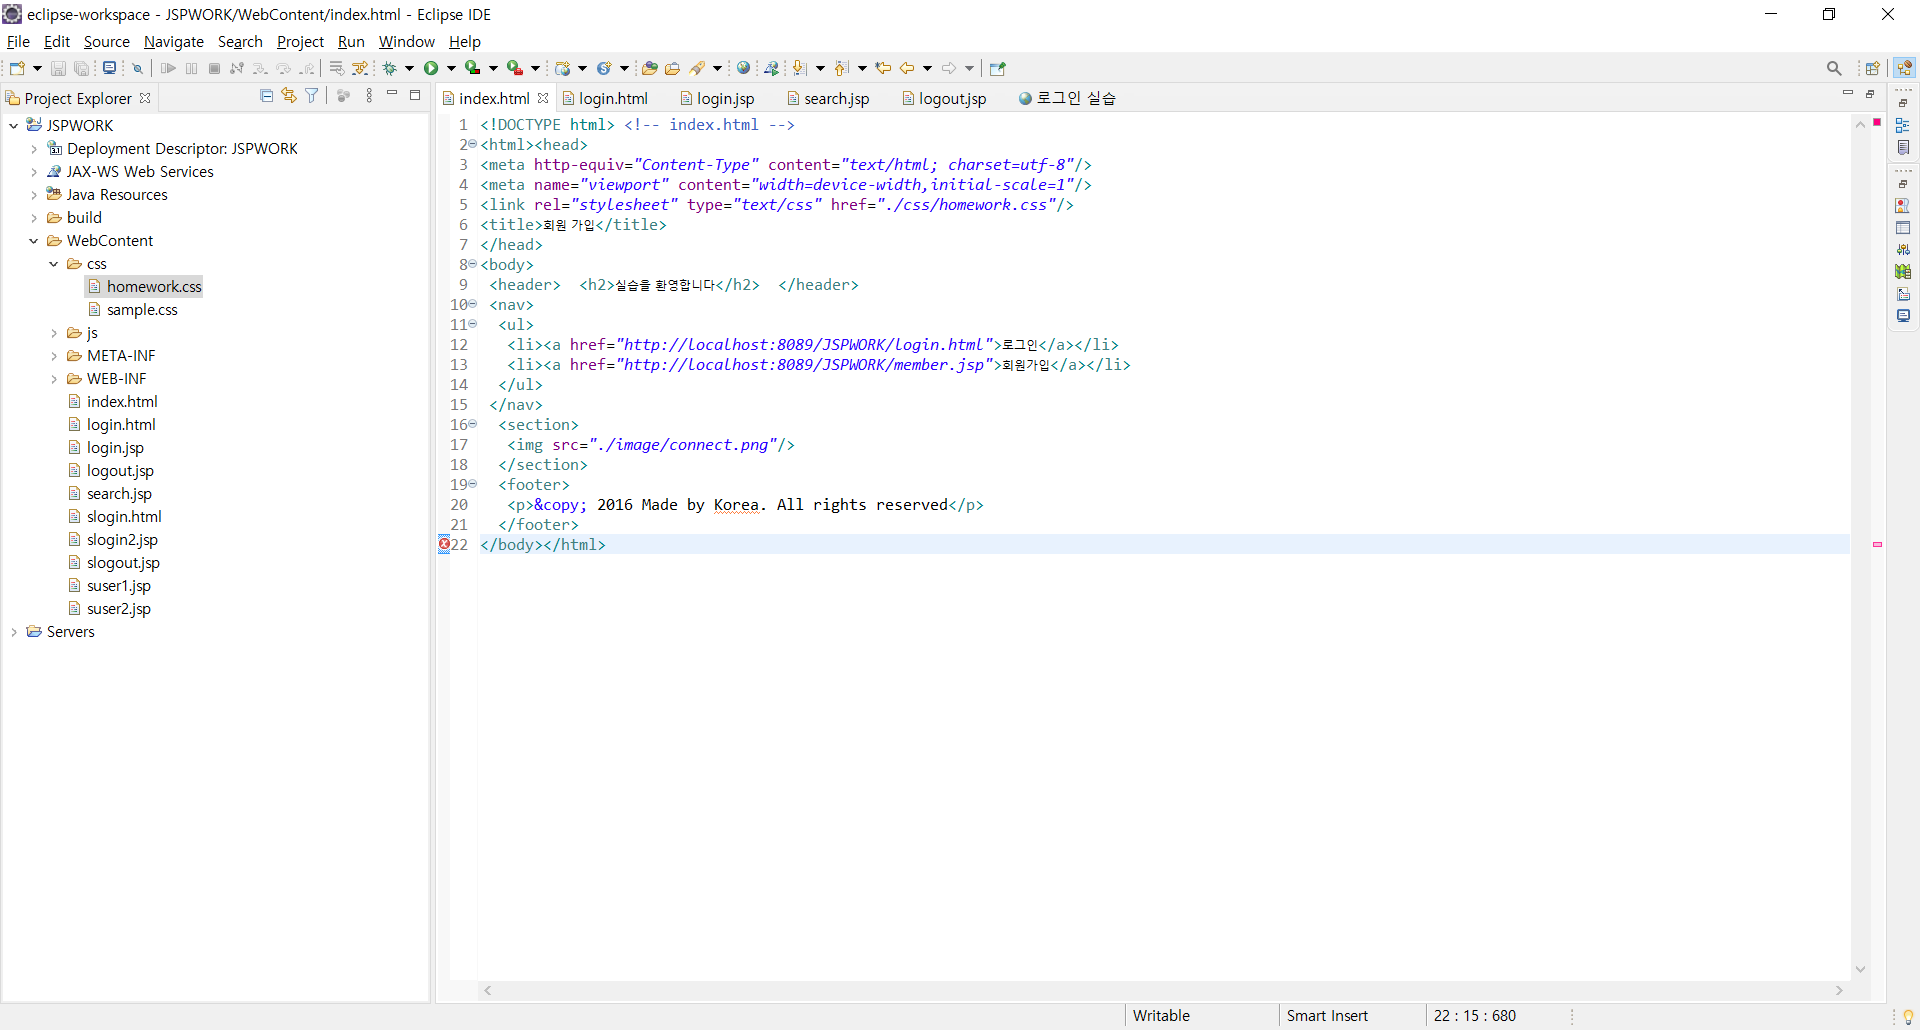 eclipse-workspace - JSPWORK/WebContent/index.html - Eclipse IDE
File Edit Source Navigate Search Project Run Window Help
Project Explorer
JSPWORK
Deployment Descriptor: JSPWORK
JAX-WS Web Services
Java Resources
build
WebContent
css
homework.css
sample.css
js
META-INF
WEB-INF
index.html
login.html
login.jsp
logout.jsp
search.jsp
slogin.html
slogin2.jsp
slogout.jsp
suser1.jsp
suser2.jsp
Servers
index.html login.html login.jsp search.jsp logout.jsp 로그인 실습
1 <!DOCTYPE html> <!-- index.html -->
2 <html><head>
3 <meta http-equiv="Content-Type" content="text/html; charset=utf-8"/>
4 <meta name="viewport" content="width=device-width,initial-scale=1"/>
5 <link rel="stylesheet" type="text/css" href="./css/homework.css"/>
6 <title>회원 가입</title>
7 </head>
8 <body>
9 <header> <h2>실습을 환영합니다</h2> </header>
10 <nav>
11 <ul>
12 <li><a href="http://localhost:8089/JSPWORK/login.html">로그인</a></li>
13 <li><a href="http://localhost:8089/JSPWORK/member.jsp">회원가입</a></li>
14 </ul>
15 </nav>
16 <section>
17 <img src="./image/connect.png"/>
18 </section>
19 <footer>
20 <p>&copy; 2016 Made by Korea. All rights reserved</p>
21 </footer>
22 </body></html>
Writable Smart Insert 22 : 15 : 680